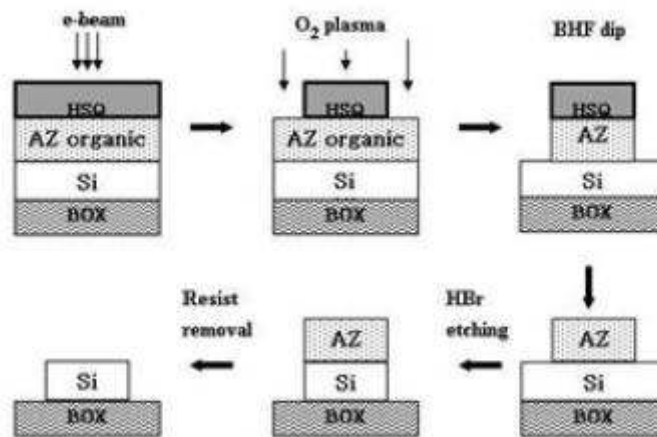 e-beam
O2 plasma
BHF dip
HSQ
AZ organic
Si
BOX
HSQ
AZ organic
Si
BOX
HSQ
AZ
Si
BOX
Resist
removal
HBr
etching
Si
BOX
AZ
Si
BOX
AZ
Si
BOX